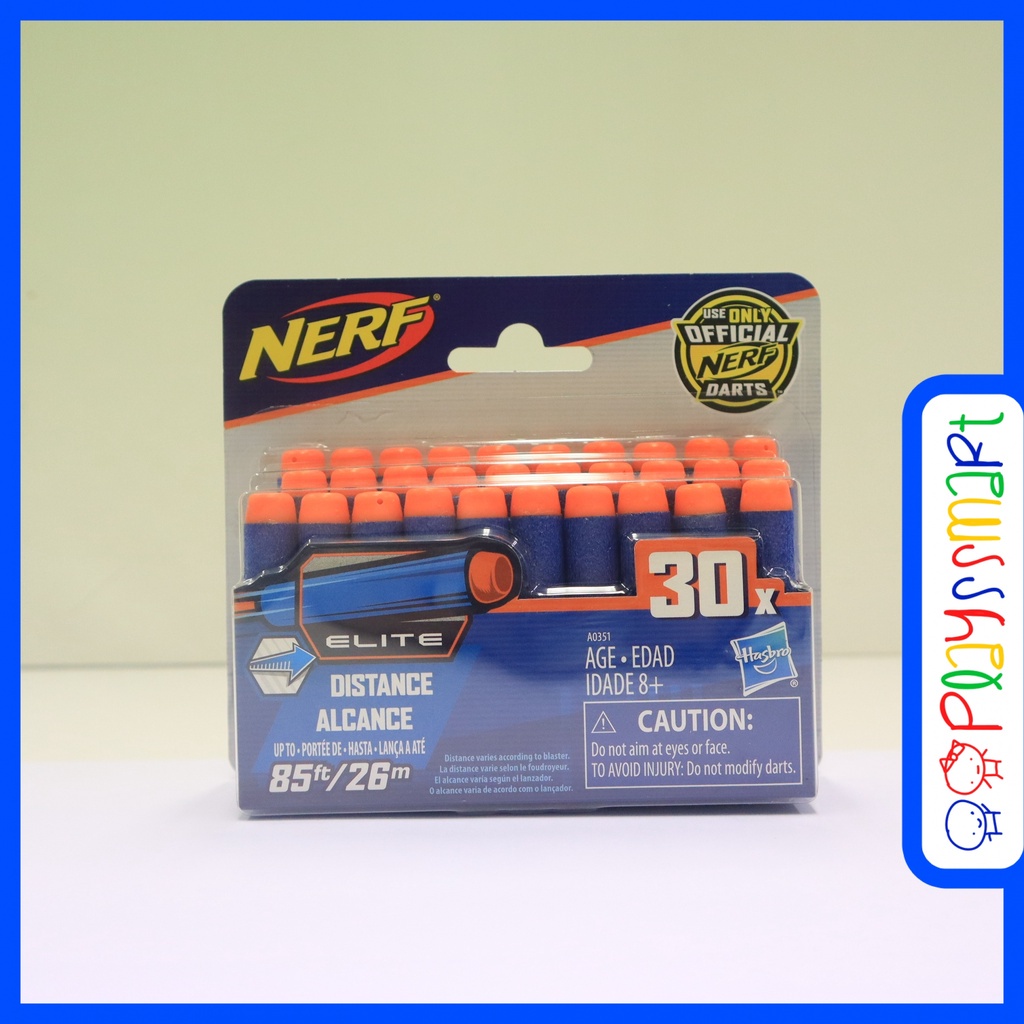 NERF®
USE ONLY
OFFICIAL
NERF
DARTS™
ELITE
30x
DISTANCE
ALCANCE
UP TO • PORTÉE DE • HASTA • LANÇA A ATÉ
85ft/26m
Distance varies according to blaster.
La distance varie selon le foudroyeur.
El alcance varía según el lanzador.
O alcance varia de acordo com o lançador.
A0351
AGE • EDAD
IDADE 8+
Hasbro®
CAUTION:
Do not aim at eyes or face.
TO AVOID INJURY: Do not modify darts.
Playssmart